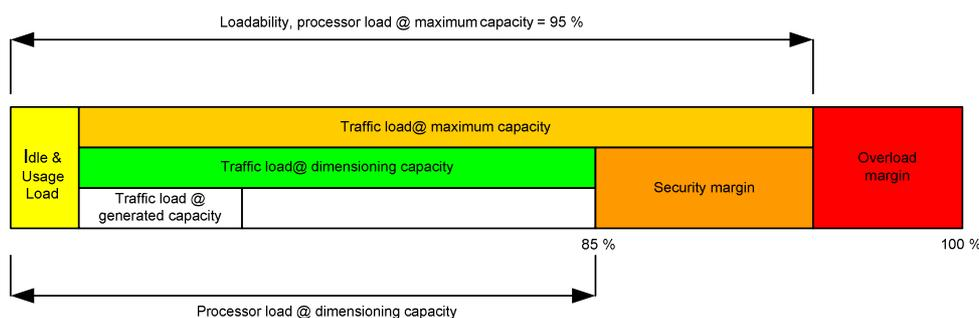 Loadability, processor load @ maximum capacity = 95 %
Traffic load@ maximum capacity
Idle &
Usage
Load
Traffic load@ dimensioning capacity
Overload
margin
Security margin
Traffic load @
generated capacity
85 %
100 %
Processor load @ dimensioning capacity